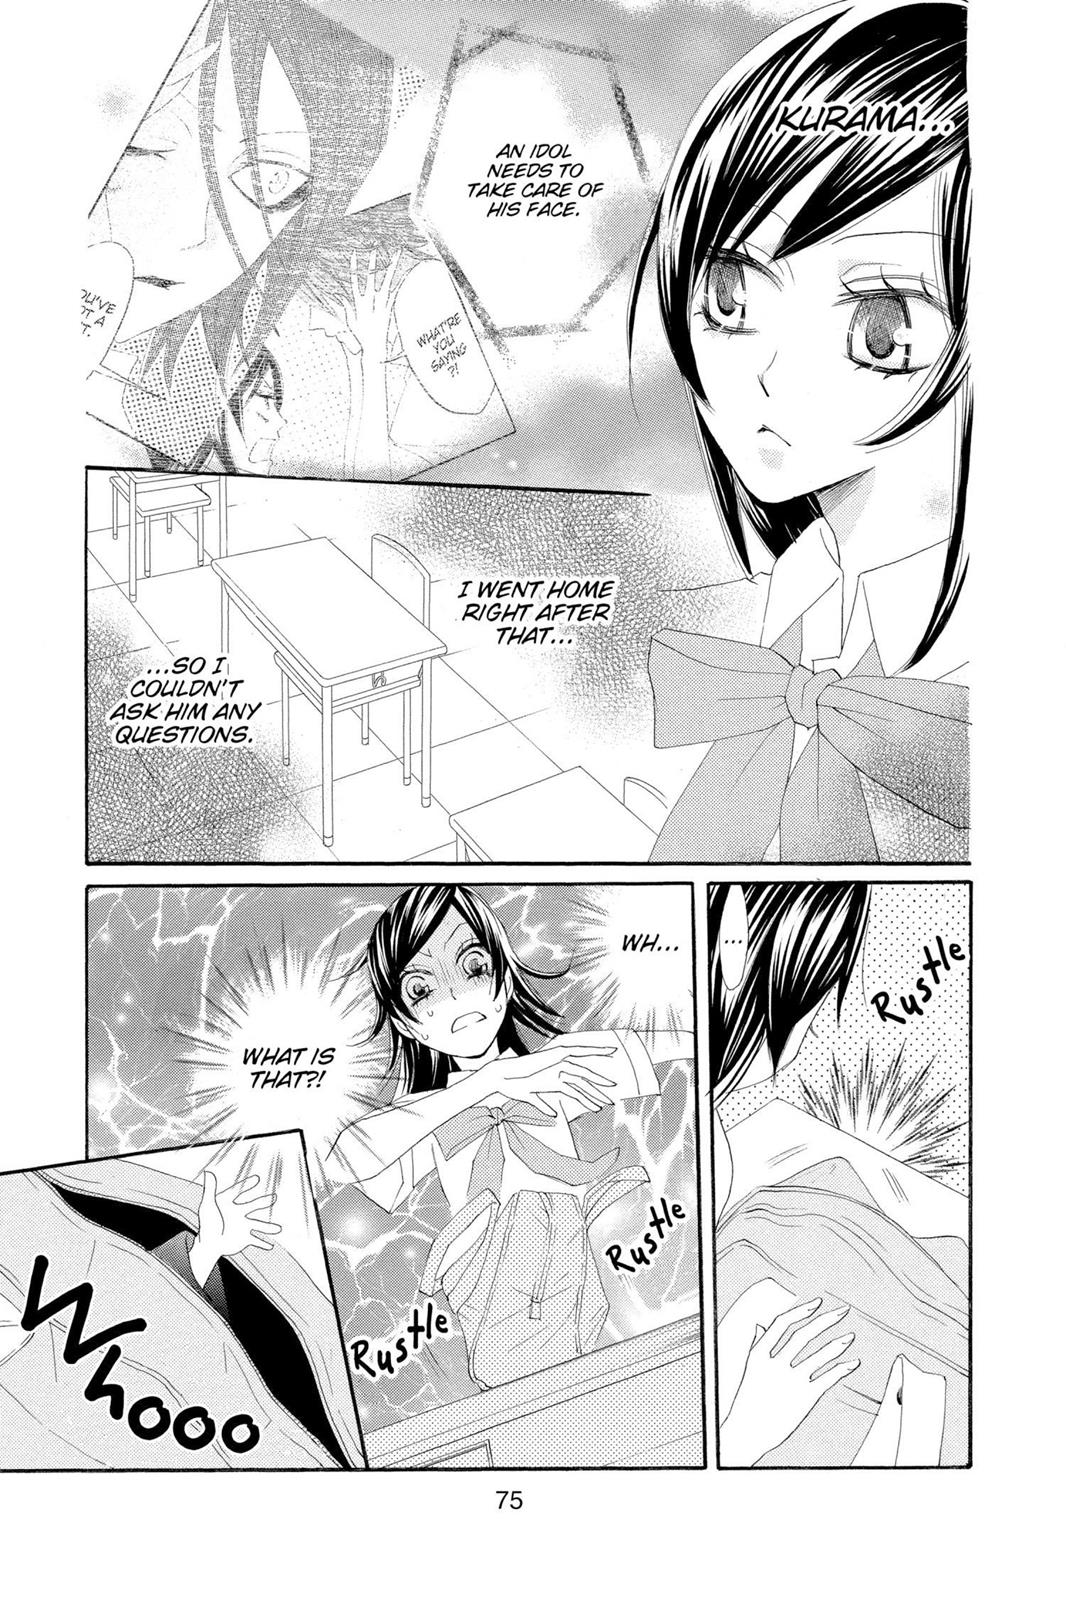 KURAMA...
AN IDOL
NEEDS TO
TAKE CARE OF
HIS FACE.
WHAT'RE
YOU
SAYING
?!
I WENT HOME
RIGHT AFTER
THAT...
...SO I
COULDN'T
ASK HIM ANY
QUESTIONS.
...
Rustle
WH...
WHAT IS
THAT?!
Rustle
Rustle
Whooo
75